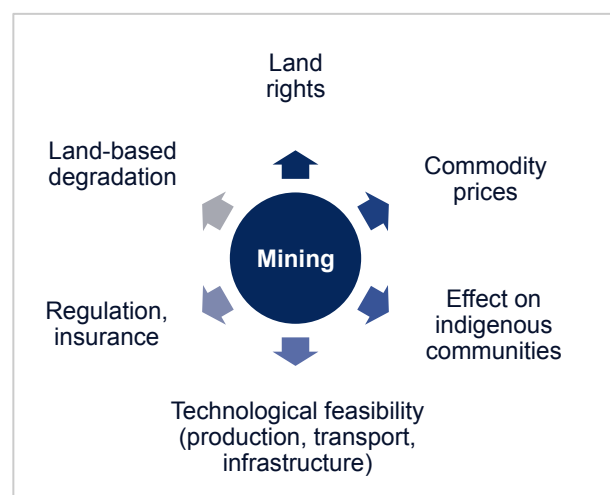 Land
rights
Land-based
degradation
Commodity
prices
Mining
Regulation,
insurance
Effect on
indigenous
communities
Technological feasibility
(production, transport,
infrastructure)